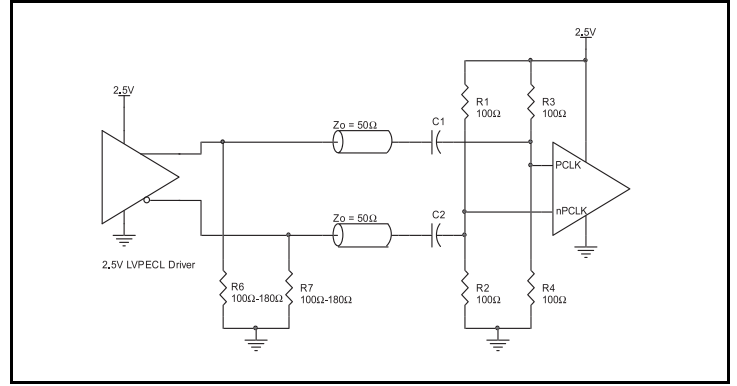 2.5V
2.5V
R1
100Ω
R3
100Ω
Zo = 50Ω
C1
PCLK
nPCLK
Zo = 50Ω
C2
2.5V LVPECL Driver
R6
100Ω-180Ω
R7
100Ω-180Ω
R2
100Ω
R4
100Ω